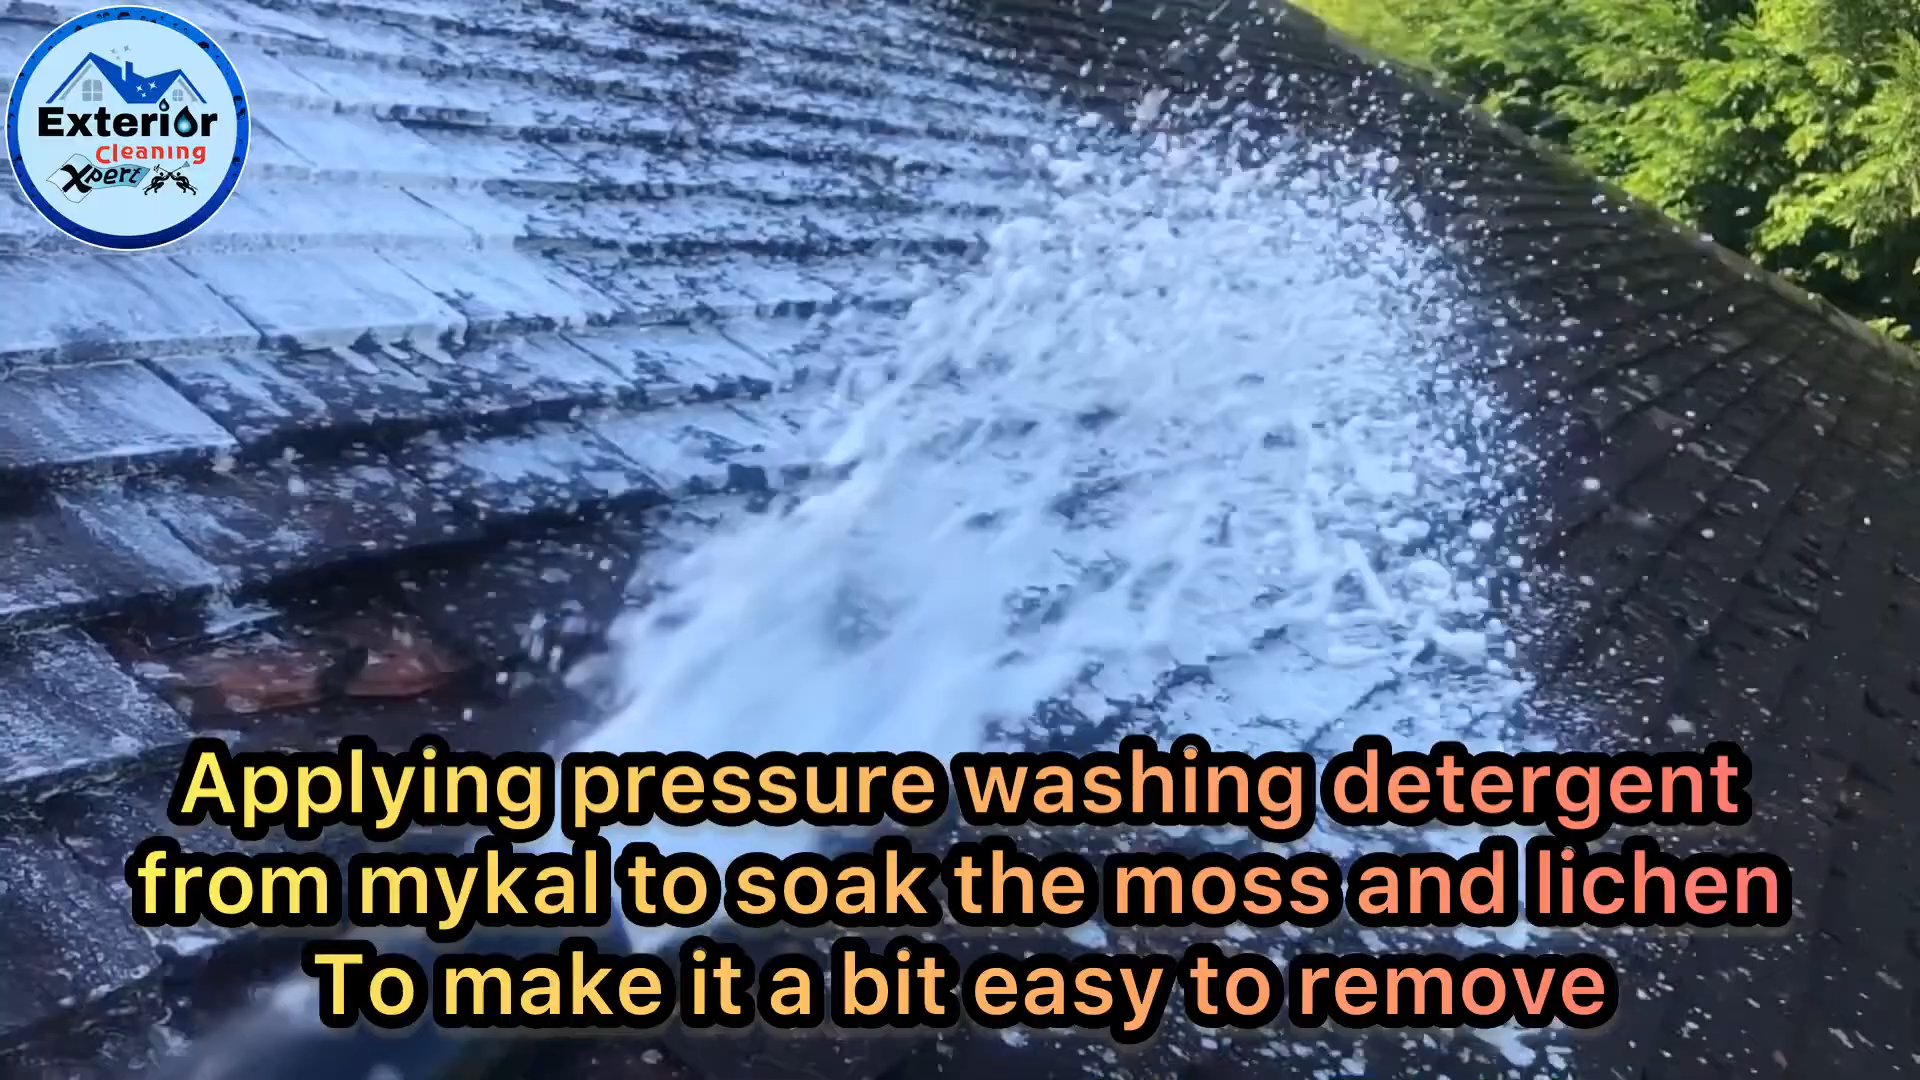 Exterior
Cleaning
Xpert
Applying pressure washing detergent
from mykal to soak the moss and lichen
To make it a bit easy to remove